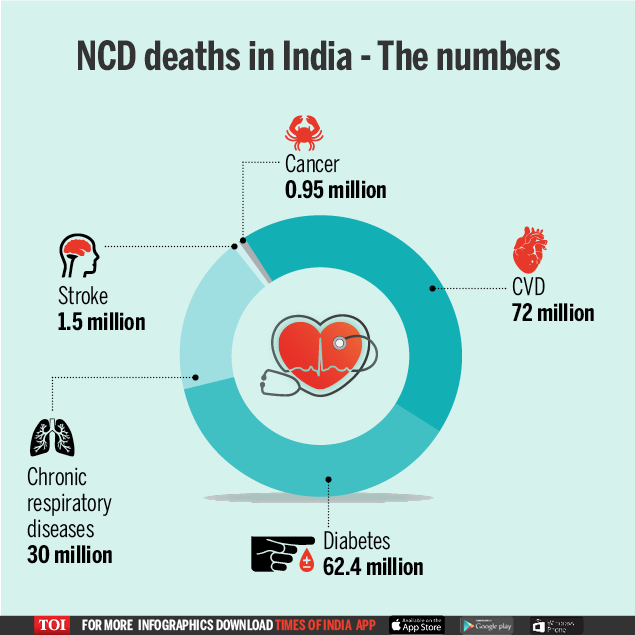 NCD deaths in India - The numbers
Cancer
0.95 million
Stroke
1.5 million
CVD
72 million
Chronic
respiratory
diseases
30 million
Diabetes
62.4 million
TOI FOR MORE INFOGRAPHICS DOWNLOAD TIMES OF INDIA APP Available on the App Store Google play Windows Phone